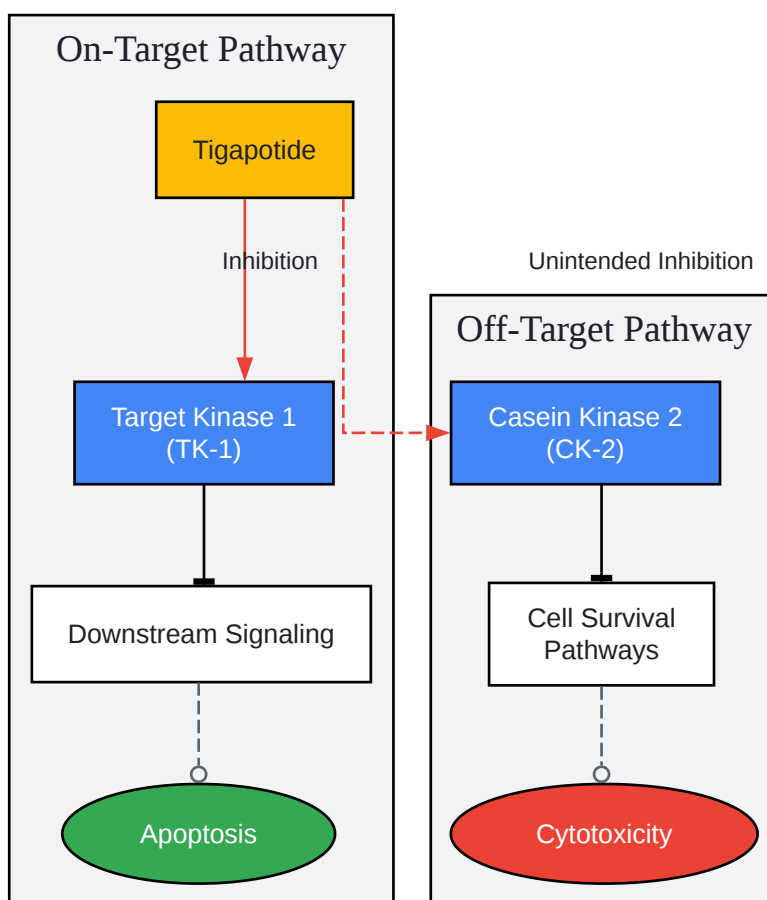 On-Target Pathway
Tigapotide
Inhibition
Target Kinase 1
(TK-1)
Downstream Signaling
Apoptosis
Unintended Inhibition
Off-Target Pathway
Casein Kinase 2
(CK-2)
Cell Survival
Pathways
Cytotoxicity